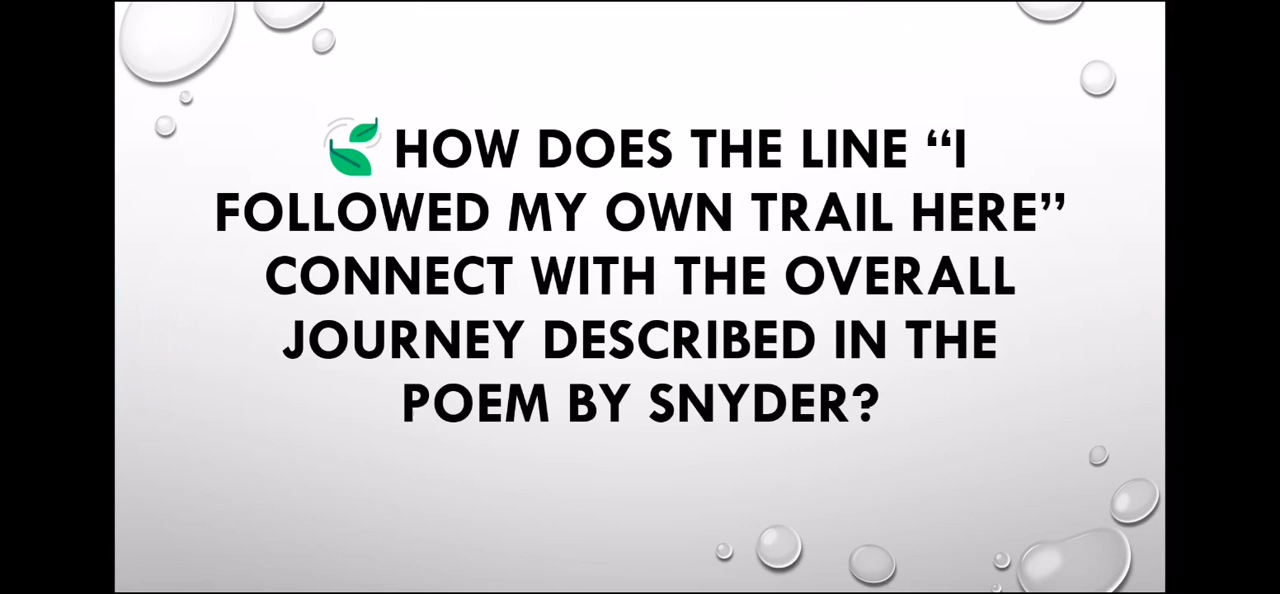 HOW DOES THE LINE “I
FOLLOWED MY OWN TRAIL HERE”
CONNECT WITH THE OVERALL
JOURNEY DESCRIBED IN THE
POEM BY SNYDER?